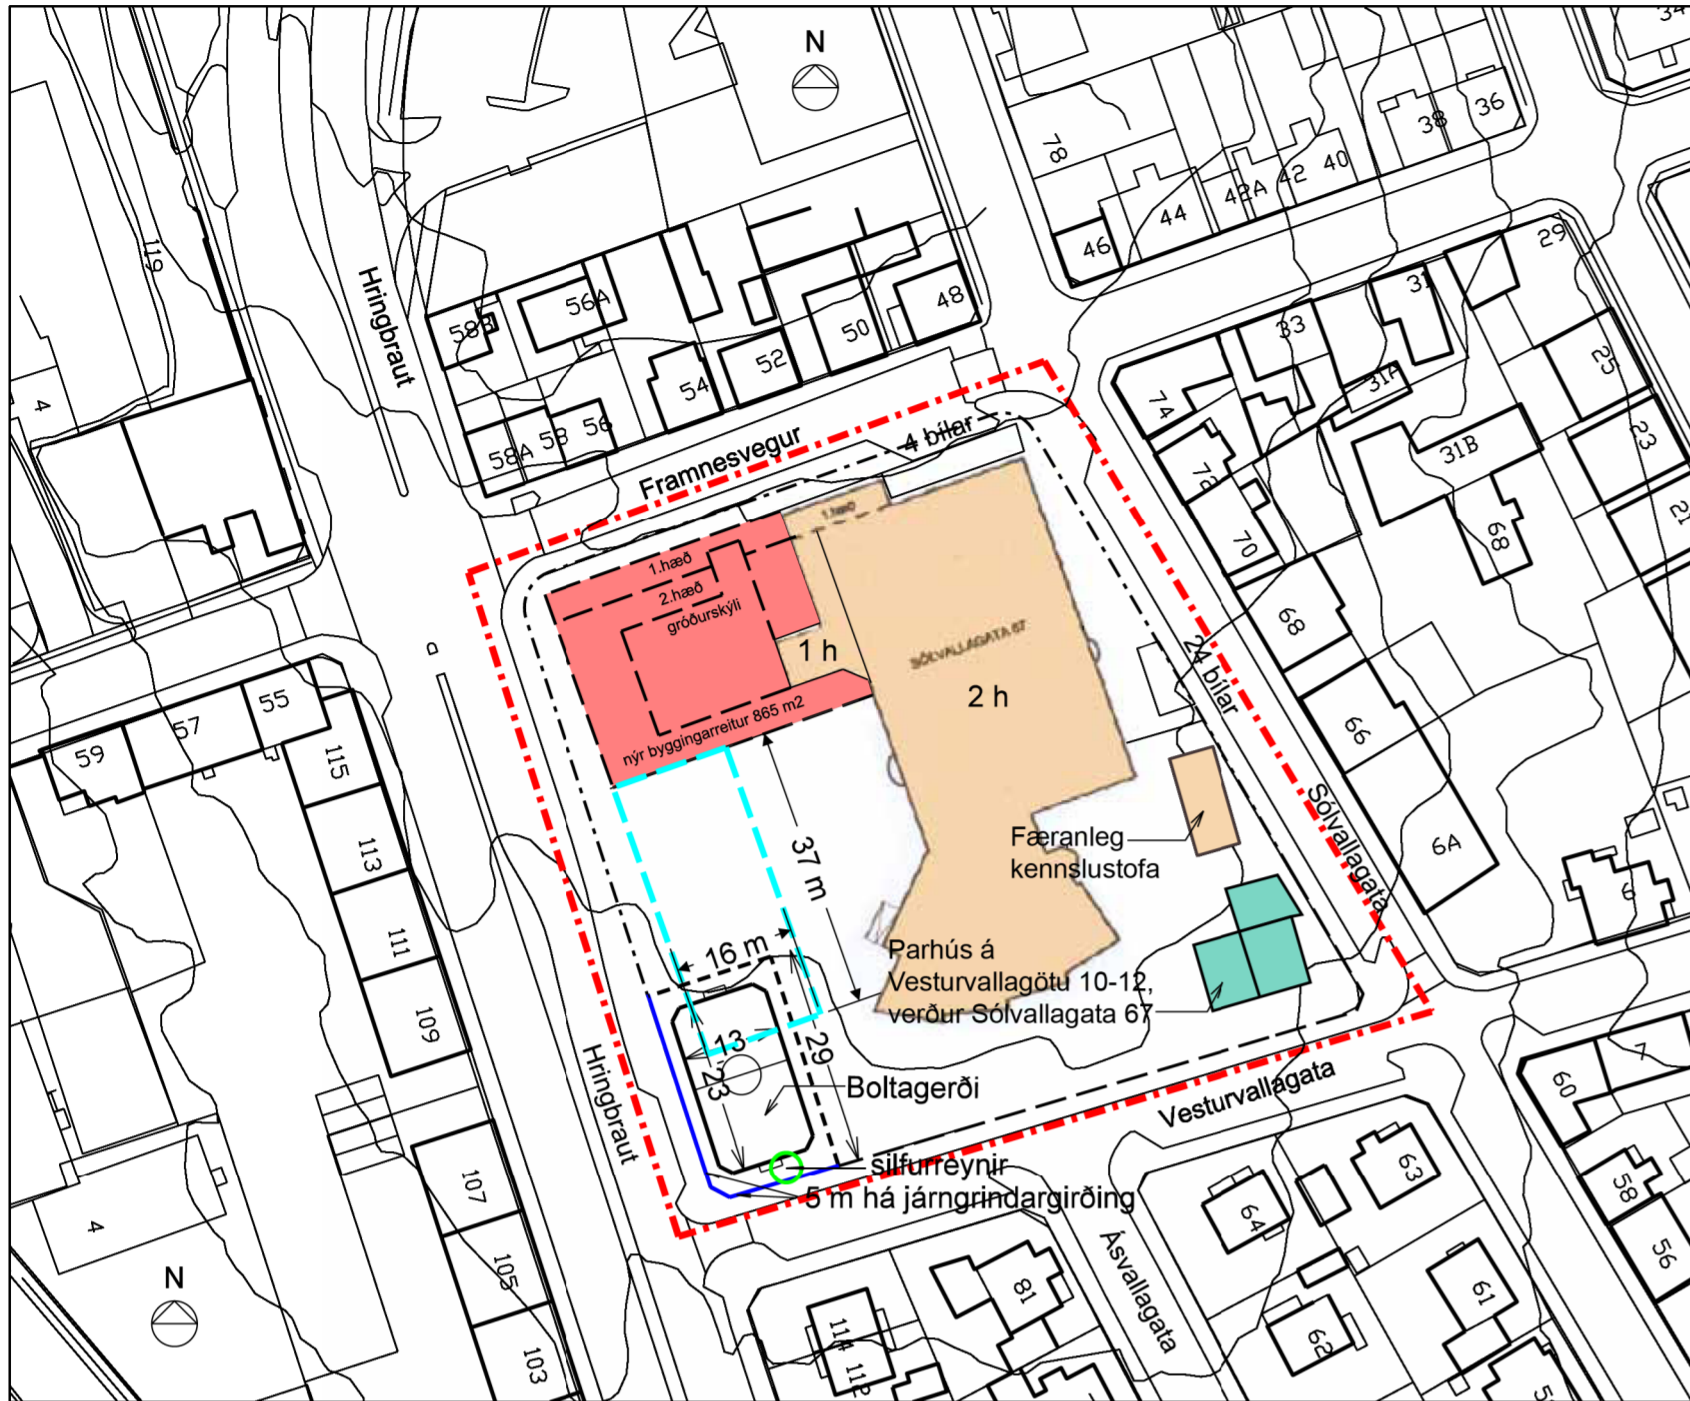 N
34
36
38
40
42
42A
44
46
78
119
Hringbraut
58B
56A
48
50
52
54
56
58
58A
29
31
33
31A
25
74
23
31B
72
21
70
68
68
4
Framnesvegur
4 bílar
1.hæð
1.hæð
2.hæð
gróðurskýli
1 h
SÓLVALLAGATA 67
2 h
24 bílar
nýr byggingarreitur 865 m2
55
57
59
115
66
113
37 m
Færanleg
kennslustofa
Sólvallagata
6A
6
111
16 m
Parhús á
Vesturvallagötu 10-12,
verður Sólvallagata 67
109
13
29
23
Boltagerði
Hringbraut
Vesturvallagata
7
60
silfurreynir
5 m há járngrindargirðing
107
63
58
64
4
56
Ásvallagata
N
105
81
61
114
112
62
103